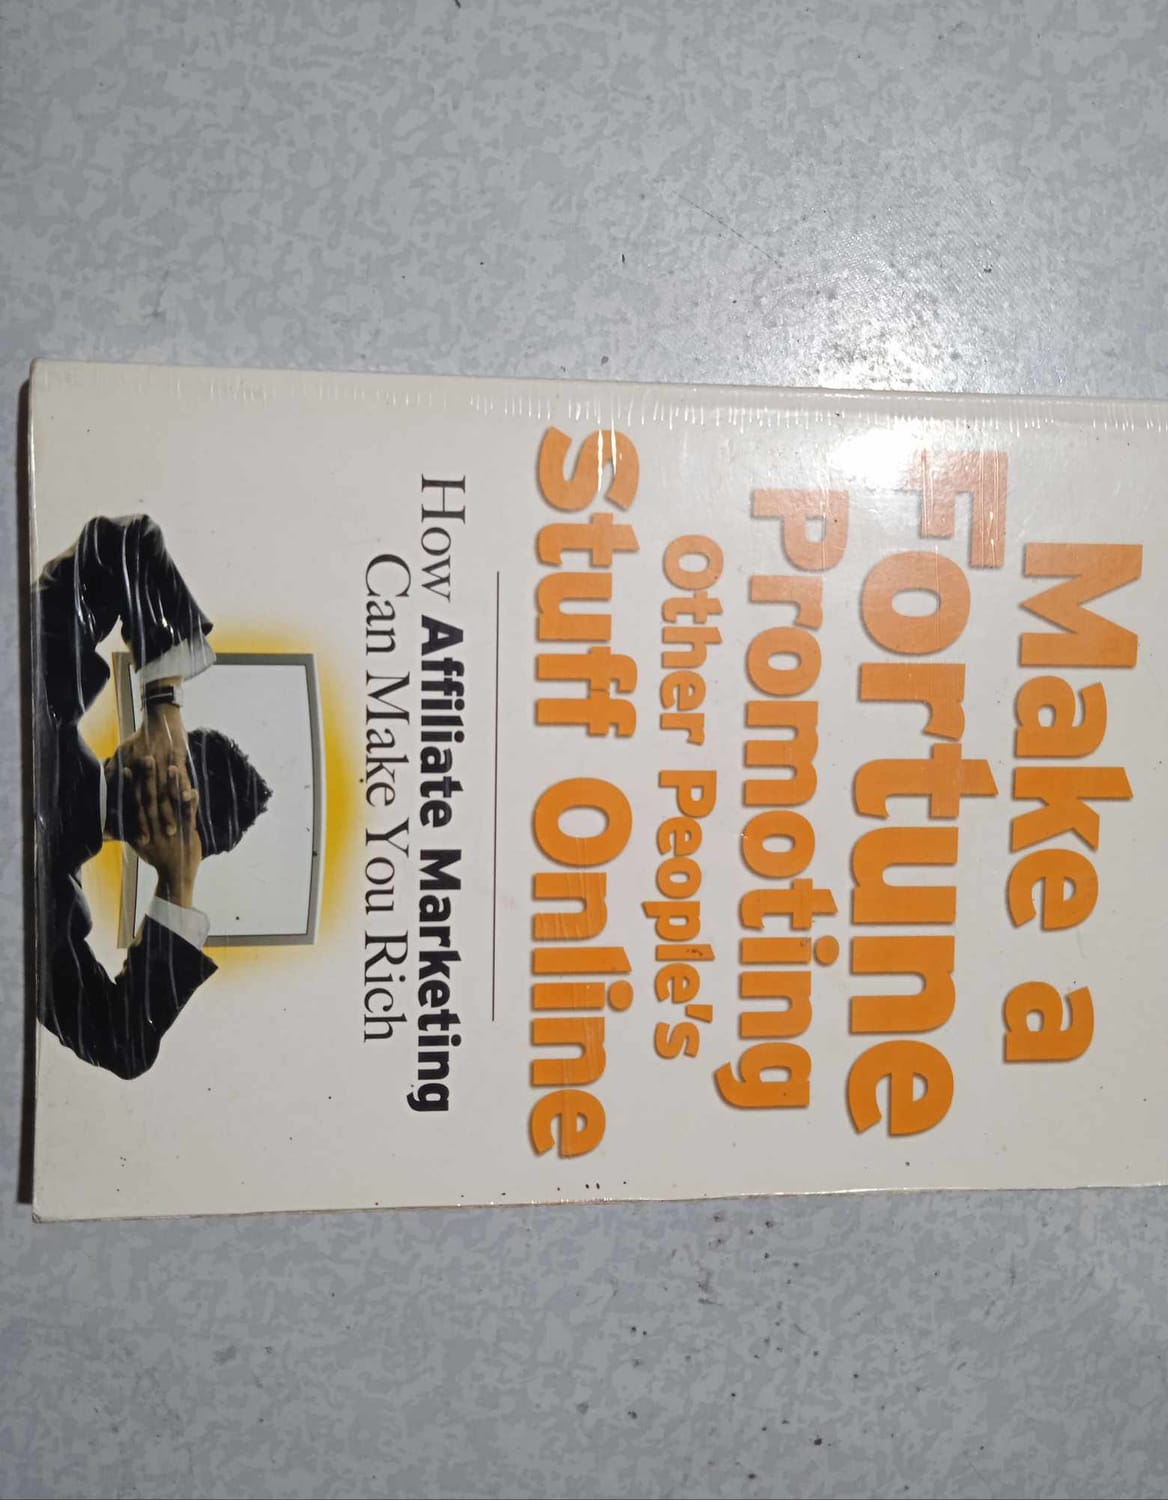 Make a
Fortune
Promoting
Other People's
Stuff Online
How Affiliate Marketing
Can Make You Rich